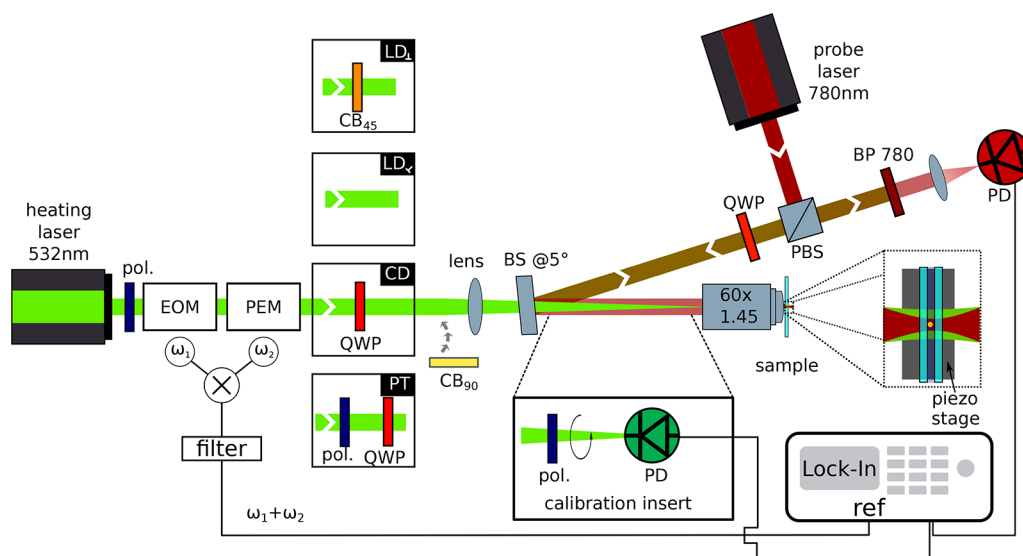 LD⊥
CB45
LD∠
heating
laser
532nm
pol.
EOM
PEM
ω1
ω2
filter
ω1+ω2
CD
QWP
PT
pol.
QWP
lens
CB90
BS @5°
probe
laser
780nm
QWP
PBS
BP 780
PD
60x
1.45
sample
piezo
stage
pol.
PD
calibration insert
Lock-In
ref